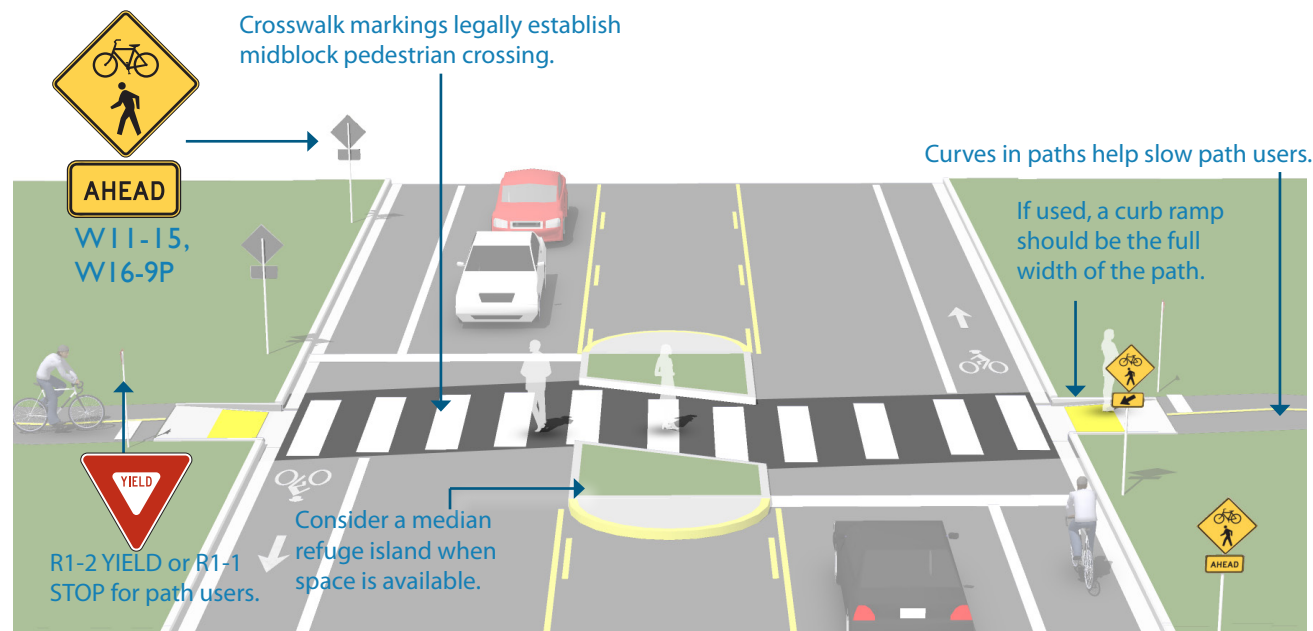 Crosswalk markings legally establish
midblock pedestrian crossing.
AHEAD
W11-15,
W16-9P
Curves in paths help slow path users.
If used, a curb ramp
should be the full
width of the path.
YIELD
R1-2 YIELD or R1-1
STOP for path users.
Consider a median
refuge island when
space is available.
AHEAD